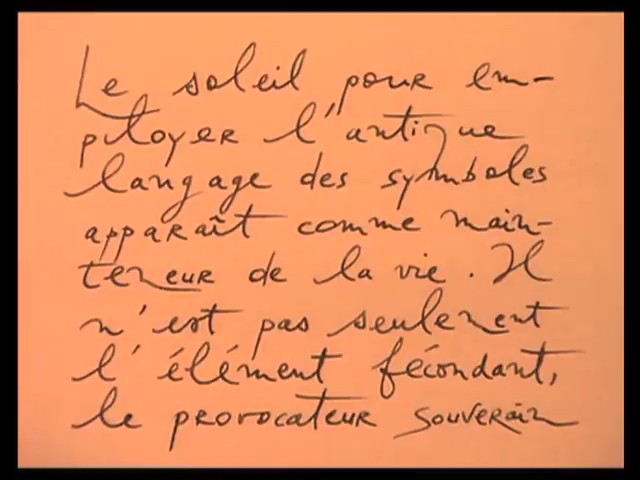 Le soleil pour em-
ployer l'antique
langage des symboles
apparaît comme main-
teneur de la vie. Il
n'est pas seulement
l'élément fécondant,
le provocateur souverain